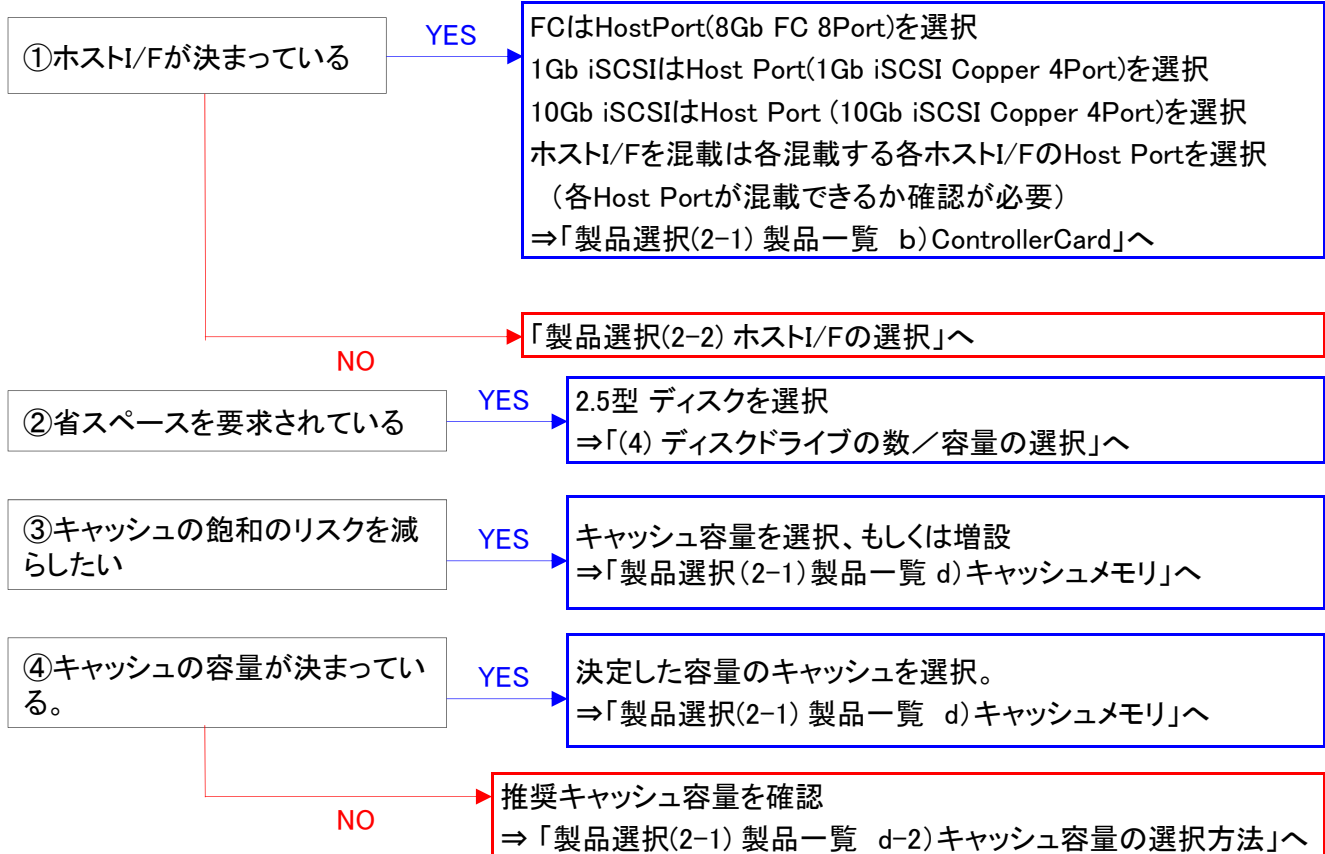 ①ホストI/Fが決まっている
YES
FCはHostPort(8Gb FC 8Port)を選択
1Gb iSCSIはHost Port(1Gb iSCSI Copper 4Port)を選択
10Gb iSCSIはHost Port (10Gb iSCSI Copper 4Port)を選択
ホストI/Fを混載は各混載する各ホストI/FのHost Portを選択
（各Host Portが混載できるか確認が必要）
⇒「製品選択(2-1) 製品一覧　b)ControllerCard」へ
NO
「製品選択(2-2) ホストI/Fの選択」へ
②省スペースを要求されている
YES
2.5型 ディスクを選択
⇒「(4) ディスクドライブの数／容量の選択」へ
③キャッシュの飽和のリスクを減
らしたい
YES
キャッシュ容量を選択、もしくは増設
⇒「製品選択（2-1）製品一覧 d)キャッシュメモリ」へ
④キャッシュの容量が決まってい
る。
YES
決定した容量のキャッシュを選択。
⇒「製品選択(2-1) 製品一覧　d)キャッシュメモリ」へ
NO
推奨キャッシュ容量を確認
⇒ 「製品選択(2-1) 製品一覧　d-2)キャッシュ容量の選択方法」へ